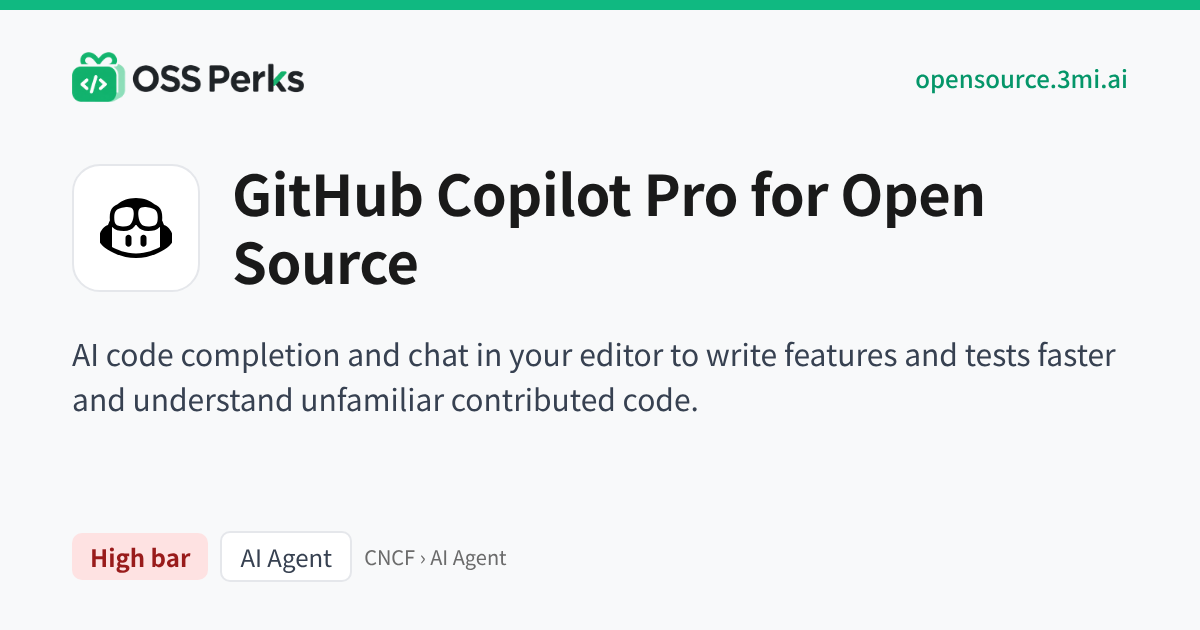 </> OSS Perks
opensource.3mi.ai
GitHub Copilot Pro for Open
Source
AI code completion and chat in your editor to write features and tests faster
and understand unfamiliar contributed code.
High bar
AI Agent
CNCF › AI Agent